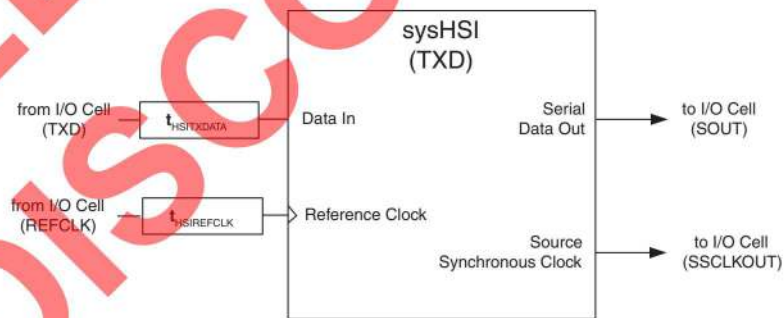 sysHSI
(TXD)
from I/O Cell
(TXD)
tHSITXDATA
Data In
Serial
Data Out
to I/O Cell
(SOUT)
from I/O Cell
(REFCLK)
tHSIREFCLK
Reference Clock
Source
Synchronous Clock
to I/O Cell
(SSCLKOUT)
DISCO